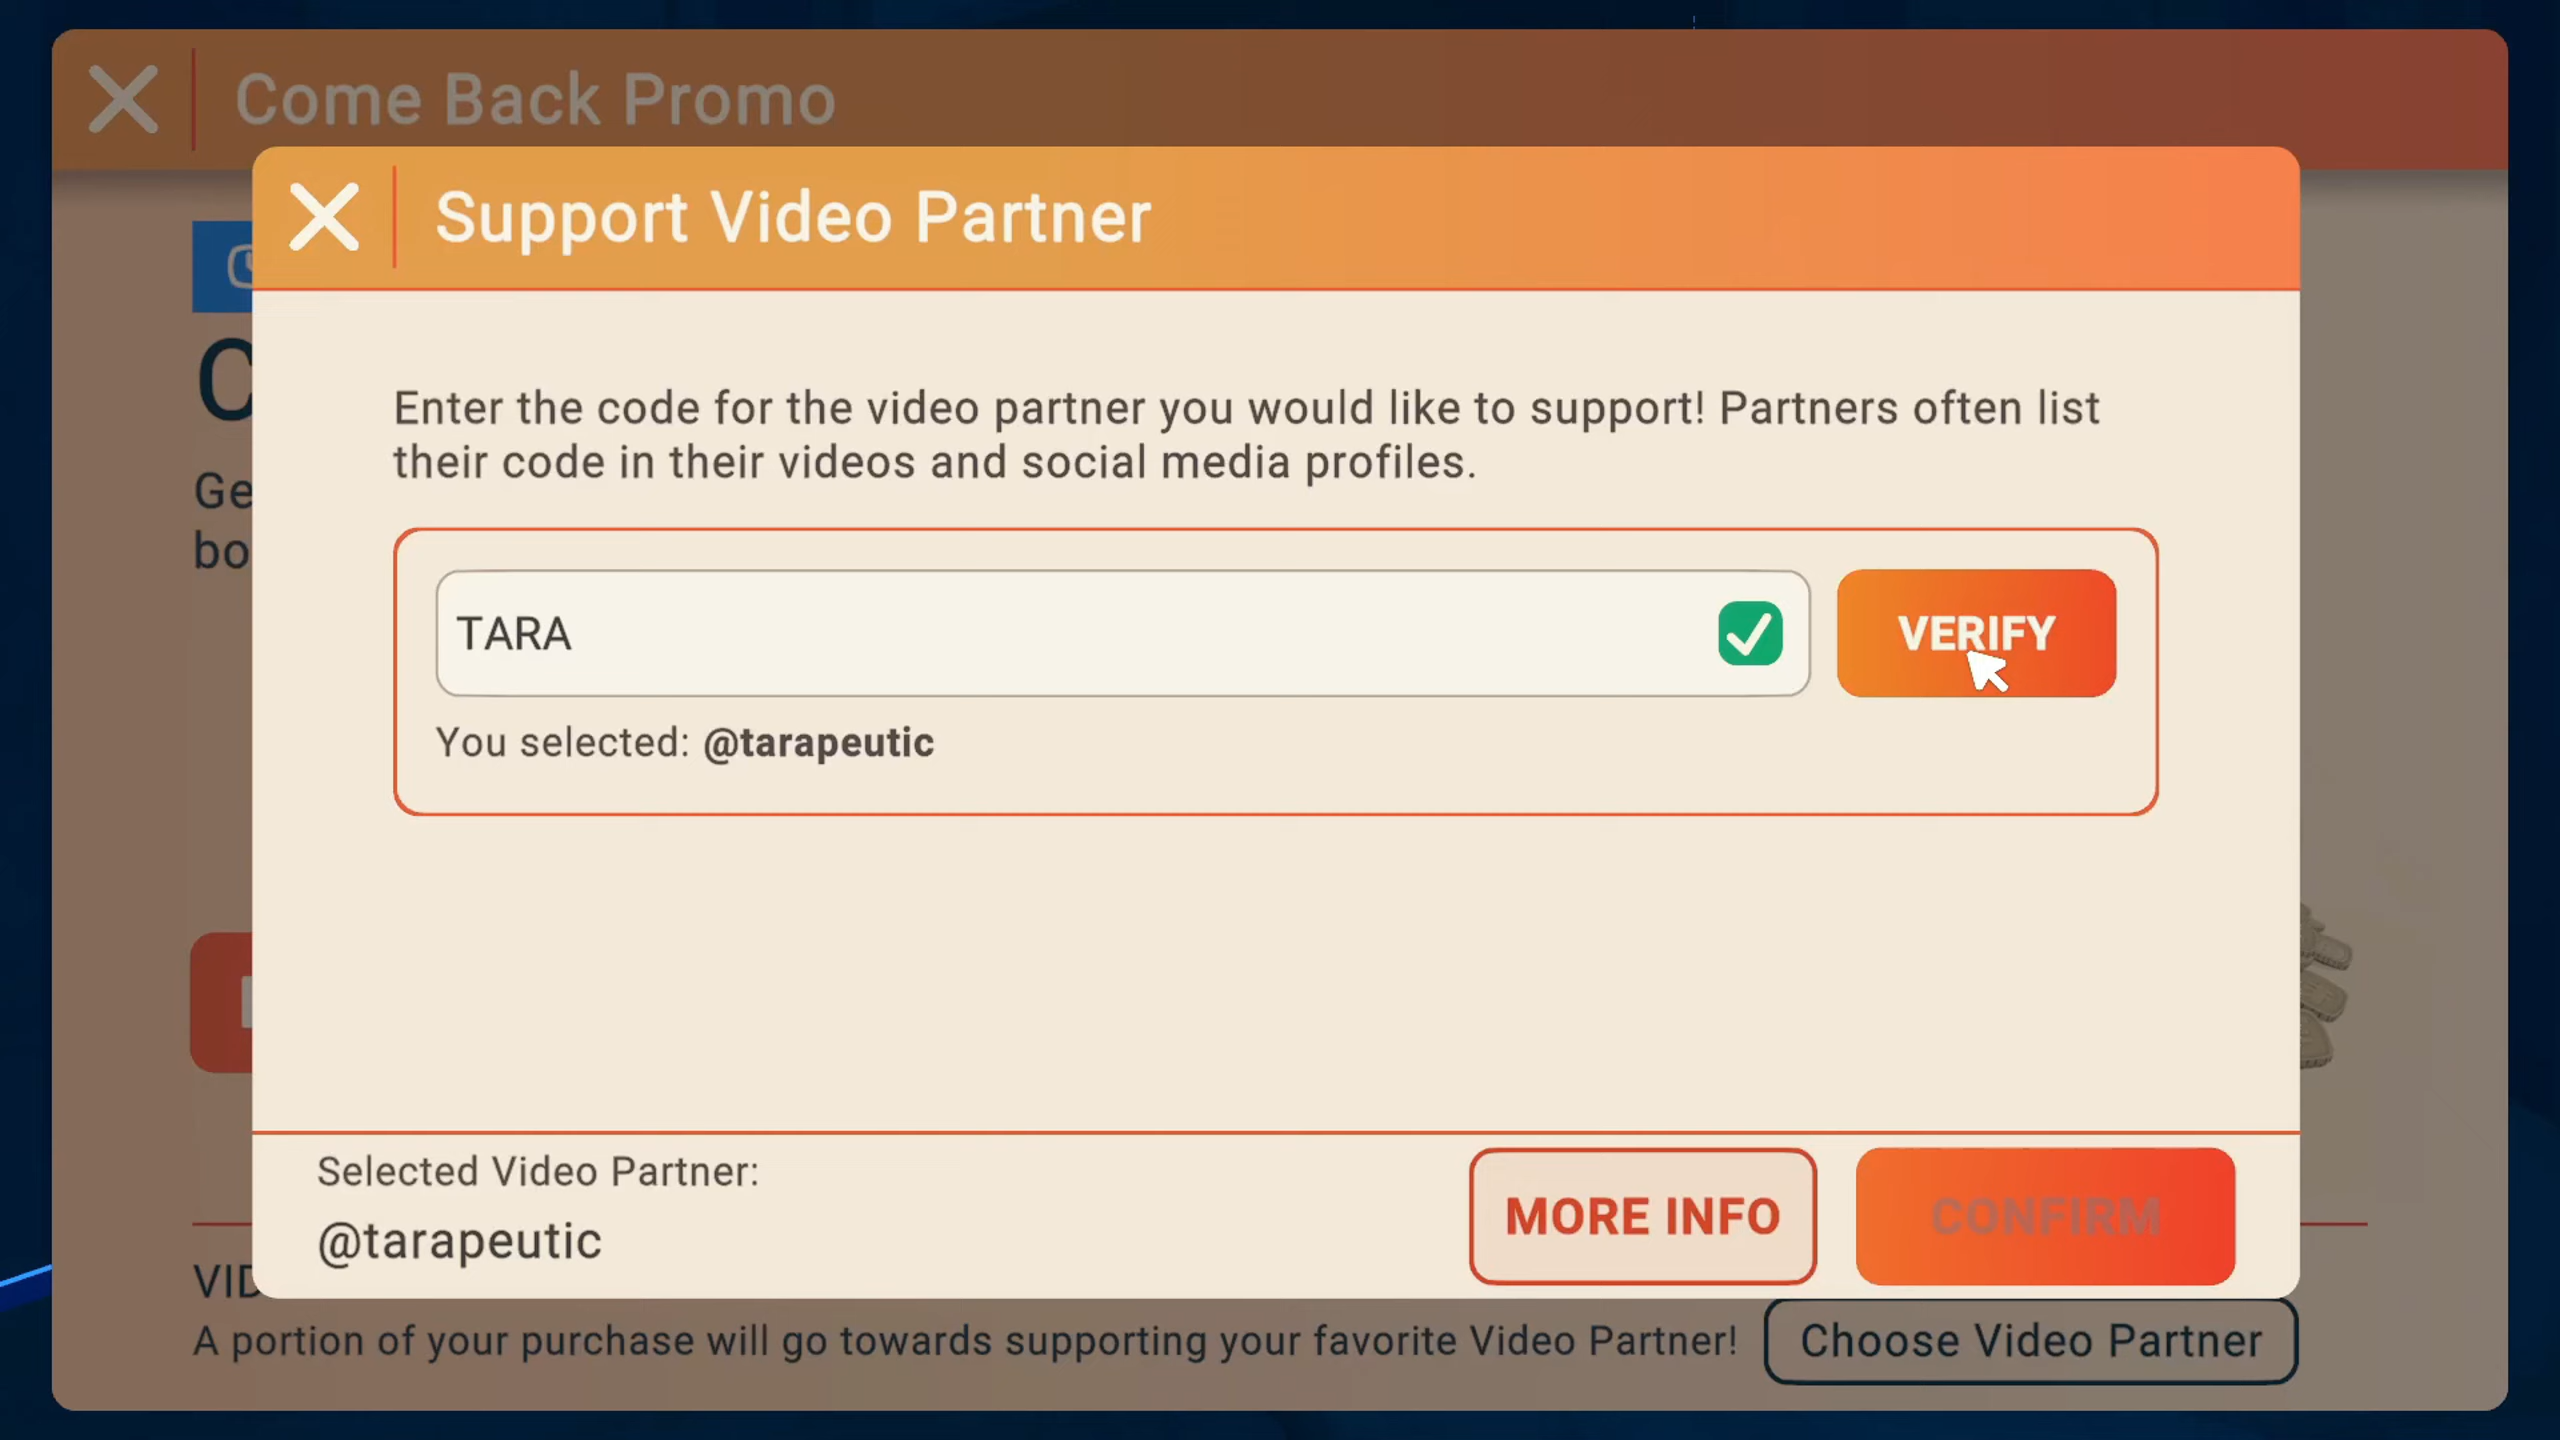 Come Back Promo
Support Video Partner
Enter the code for the video partner you would like to support! Partners often list
their code in their videos and social media profiles.
TARA
VERIFY
You selected: @tarapeutic
Selected Video Partner:
@tarapeutic
MORE INFO
CONFIRM
A portion of your purchase will go towards supporting your favorite Video Partner!
Choose Video Partner